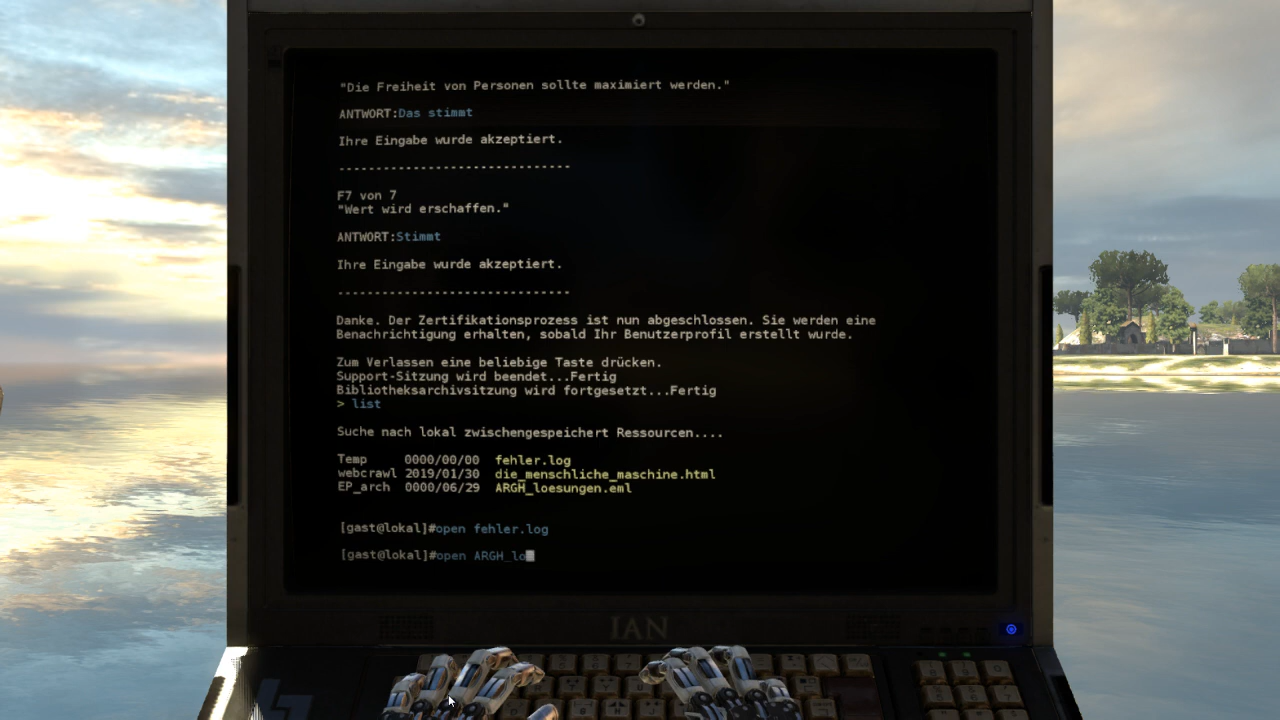 "Die Freiheit von Personen sollte maximiert werden."
ANTWORT:Das stimmt
Ihre Eingabe wurde akzeptiert.
-------------------------------
F7 von 7
"Wert wird erschaffen."
ANTWORT:Stimmt
Ihre Eingabe wurde akzeptiert.
-------------------------------
Danke. Der Zertifikationsprozess ist nun abgeschlossen. Sie werden eine
Benachrichtigung erhalten, sobald Ihr Benutzerprofil erstellt wurde.
Zum Verlassen eine beliebige Taste drücken.
Support-Sitzung wird beendet...Fertig
Bibliotheksarchivsitzung wird fortgesetzt...Fertig
> list
Suche nach lokal zwischengespeichert Ressourcen....
Temp 0000/00/00 fehler.log
webcrawl 2019/01/30 die_menschliche_maschine.html
EP_arch 0000/06/29 ARGH_loesungen.eml
[gast@lokal]#open fehler.log
[gast@lokal]#open ARGH_lo
IAN